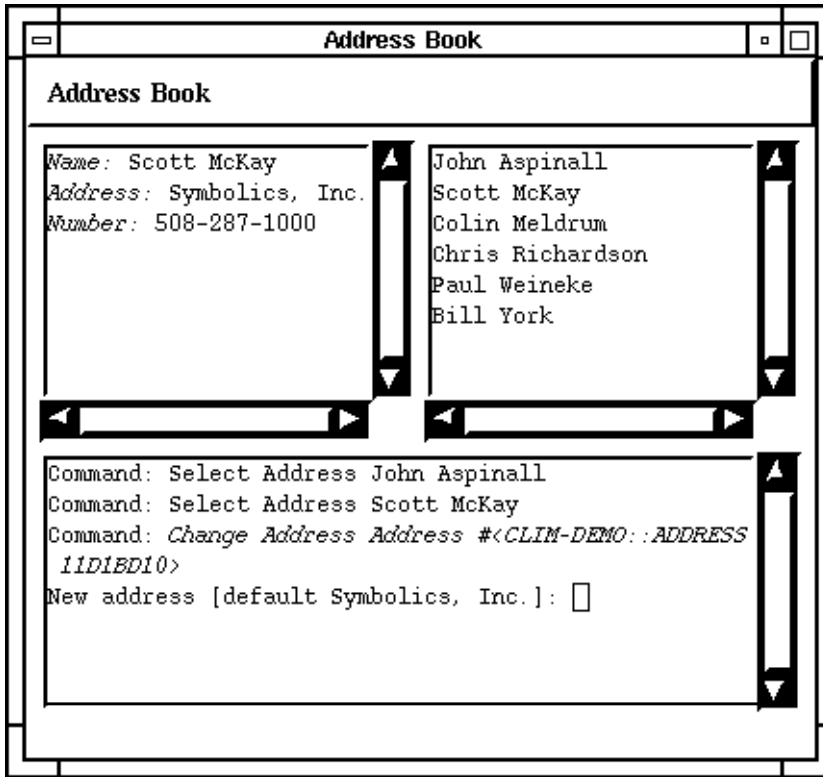 Address Book
Address Book
Name: Scott McKay
Address: Symbolics, Inc.
Number: 508-287-1000
John Aspinall
Scott McKay
Colin Meldrum
Chris Richardson
Paul Weineke
Bill York
Command: Select Address John Aspinall
Command: Select Address Scott McKay
Command: Change Address Address #<CLIM-DEMO::ADDRESS
11D1BD10>
New address [default Symbolics, Inc.]: